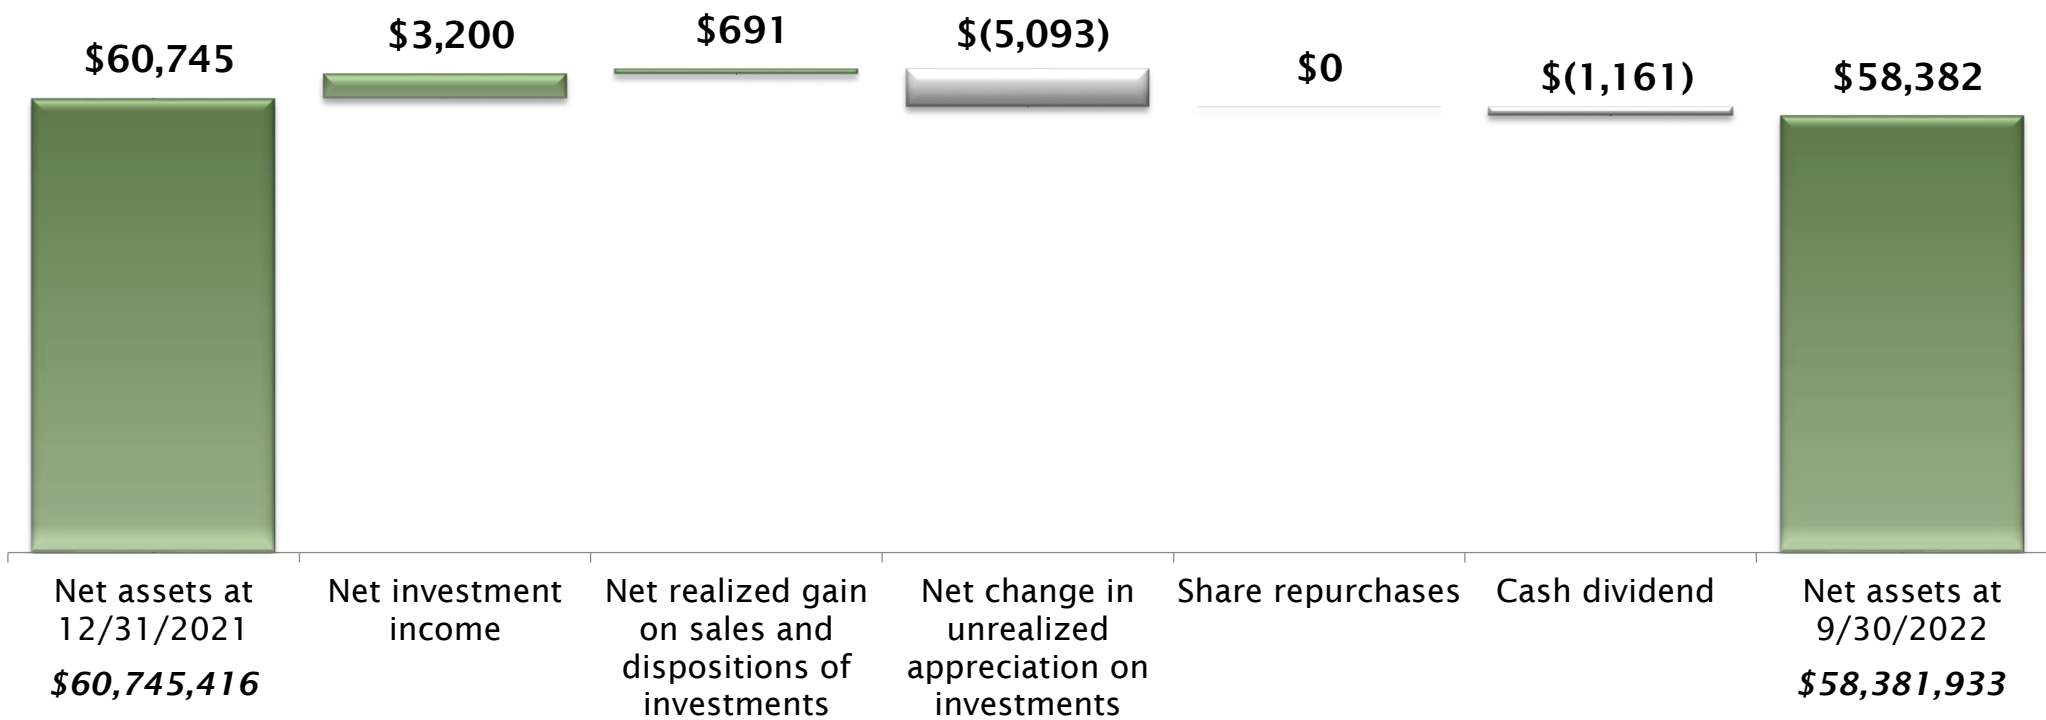 $60,745
$3,200
$691
$(5,093)
$0
$(1,161)
$58,382
Net assets at
12/31/2021
$60,745,416
Net investment
income
Net realized gain
on sales and
dispositions of
investments
Net change in
unrealized
appreciation on
investments
Share repurchases
Cash dividend
Net assets at
9/30/2022
$58,381,933